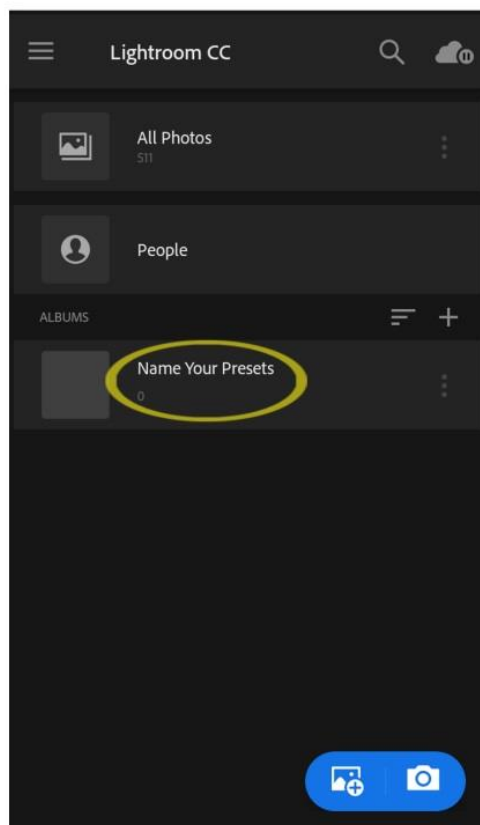 Lightroom CC
All Photos
511
People
ALBUMS
Name Your Presets
0